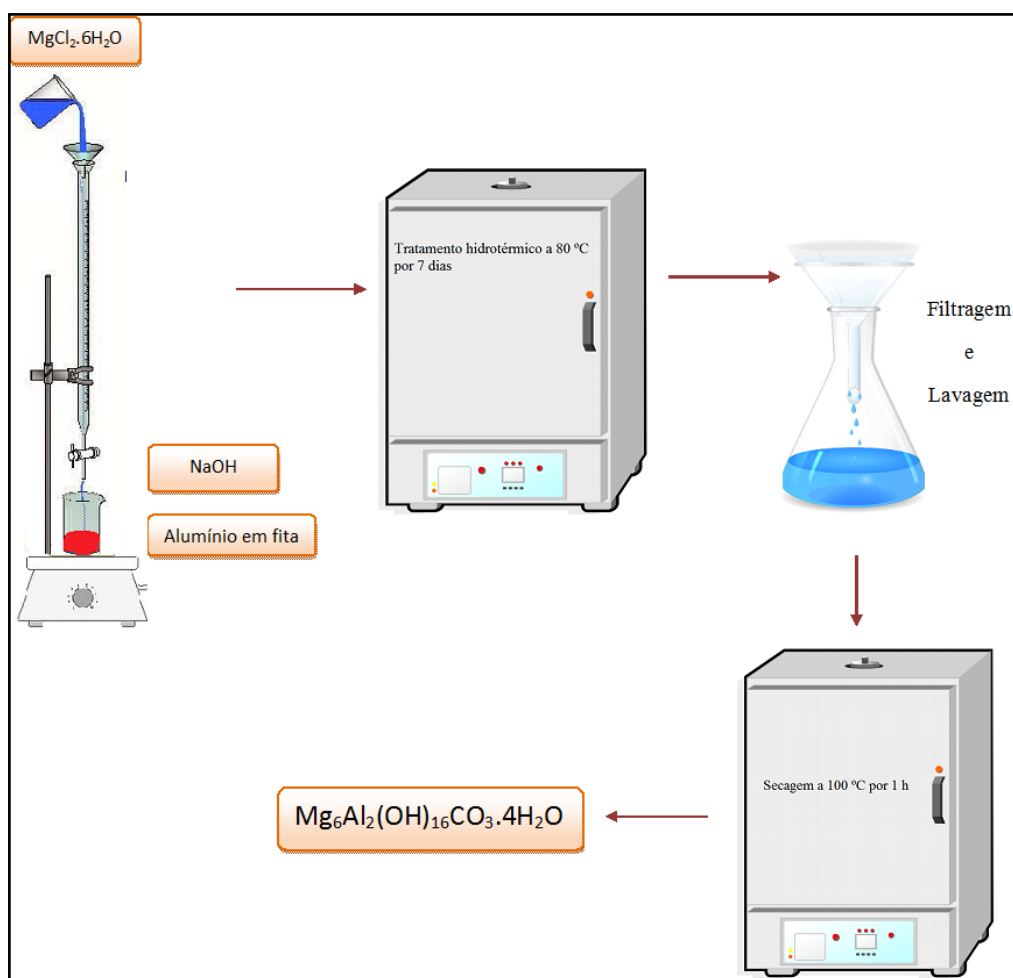 MgCl₂.6H₂O
NaOH
Alumínio em fita
Tratamento hidrotérmico a 80 ºC
por 7 dias
Filtragem
e
Lavagem
Secagem a 100 ºC por 1 h
Mg₆Al₂(OH)₁₆CO₃.4H₂O